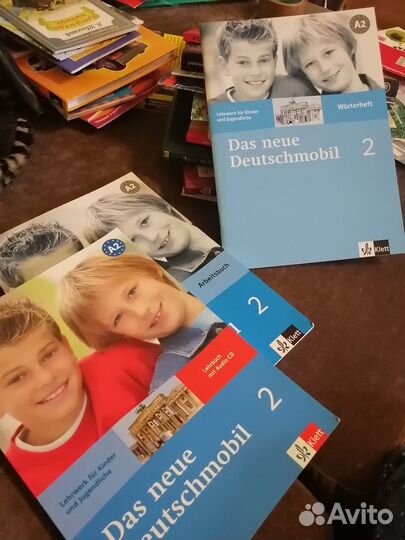 A2
Lehrwerk für Kinder
und Jugendliche
Wörterheft
Das neue
Deutschmobil 2
Klett
A2
Arbeitsbuch
2
Klett
A2
Lehrbuch
mit Audio-CD
Lehrwerk für Kinder
und Jugendliche
Das neue
Deutschmobil 2
Klett
Avito